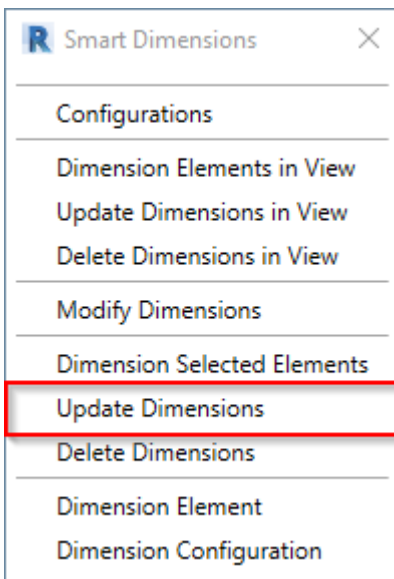 R Smart Dimensions
Configurations
Dimension Elements in View
Update Dimensions in View
Delete Dimensions in View
Modify Dimensions
Dimension Selected Elements
Update Dimensions
Delete Dimensions
Dimension Element
Dimension Configuration